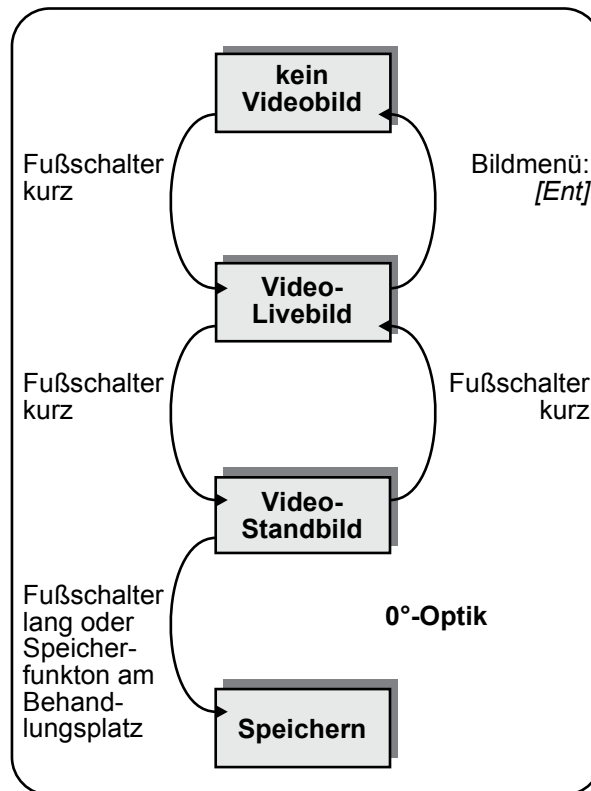 kein
Videobild
Fußschalter
kurz
Bildmenü:
[Ent]
Video-
Livebild
Fußschalter
kurz
Fußschalter
kurz
Video-
Standbild
Fußschalter
lang oder
Speicher-
funkton am
Behand-
lungsplatz
0°-Optik
Speichern